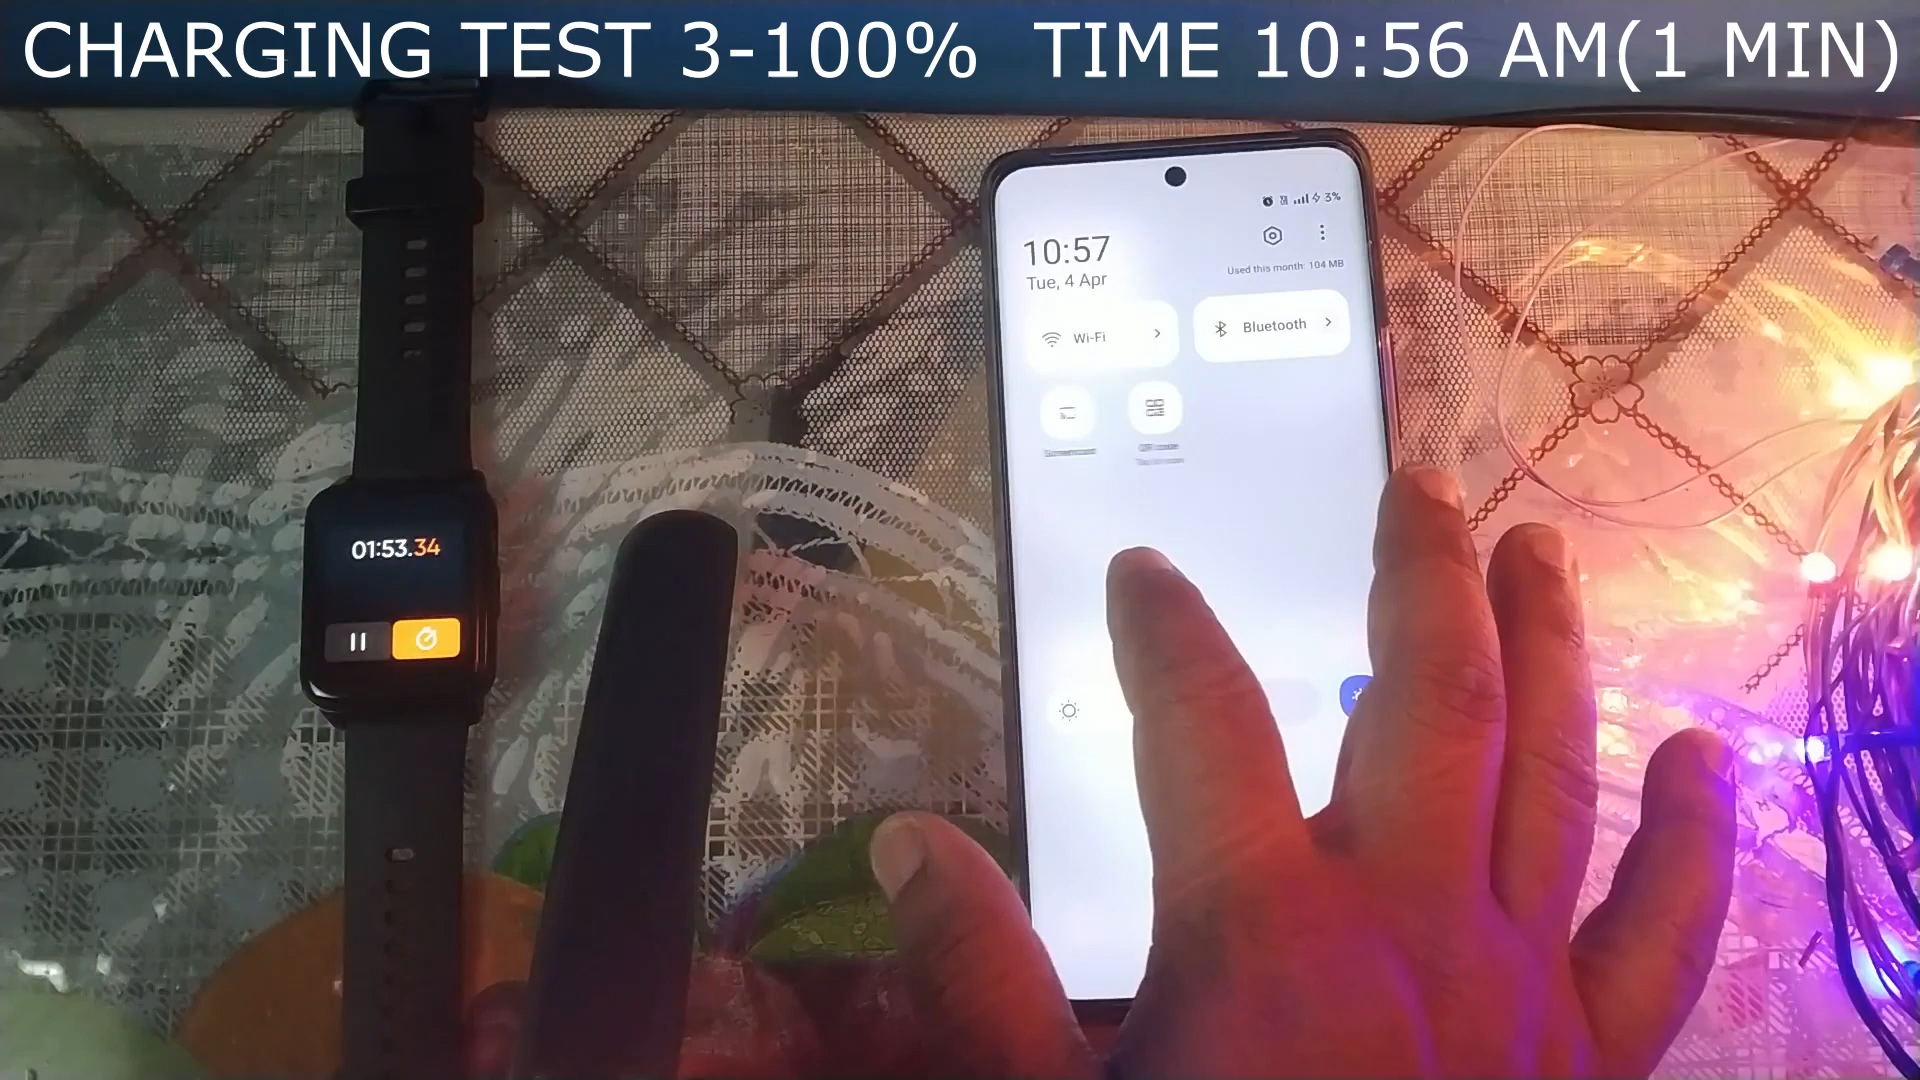 CHARGING TEST 3-100% TIME 10:56 AM(1 MIN)
3%
10:57
Tue, 4 Apr
Used this month: 104 MB
Wi-Fi
Bluetooth
01:53.34